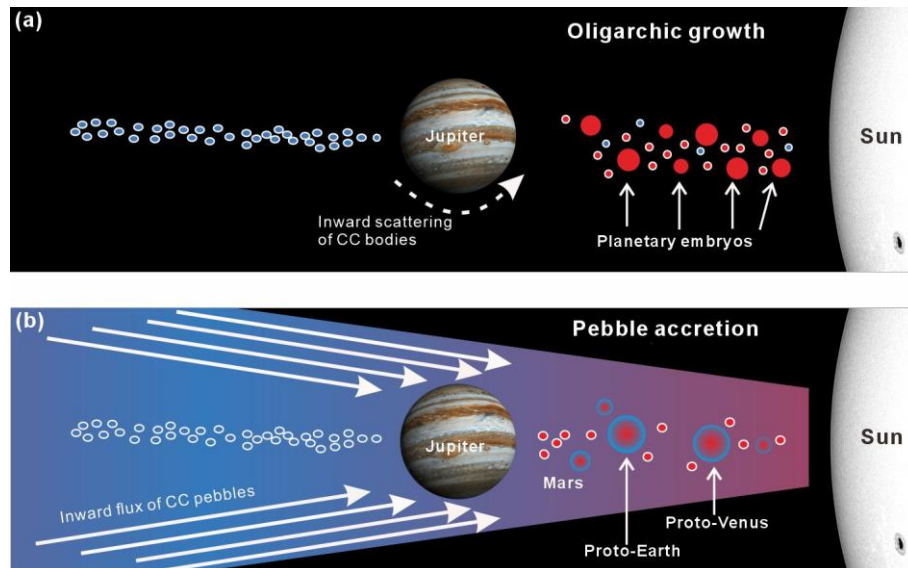 (a)
Oligarchic growth
Jupiter
Sun
Inward scattering
of CC bodies
Planetary embryos
(b)
Pebble accretion
Jupiter
Sun
Mars
Inward flux of CC pebbles
Proto-Venus
Proto-Earth